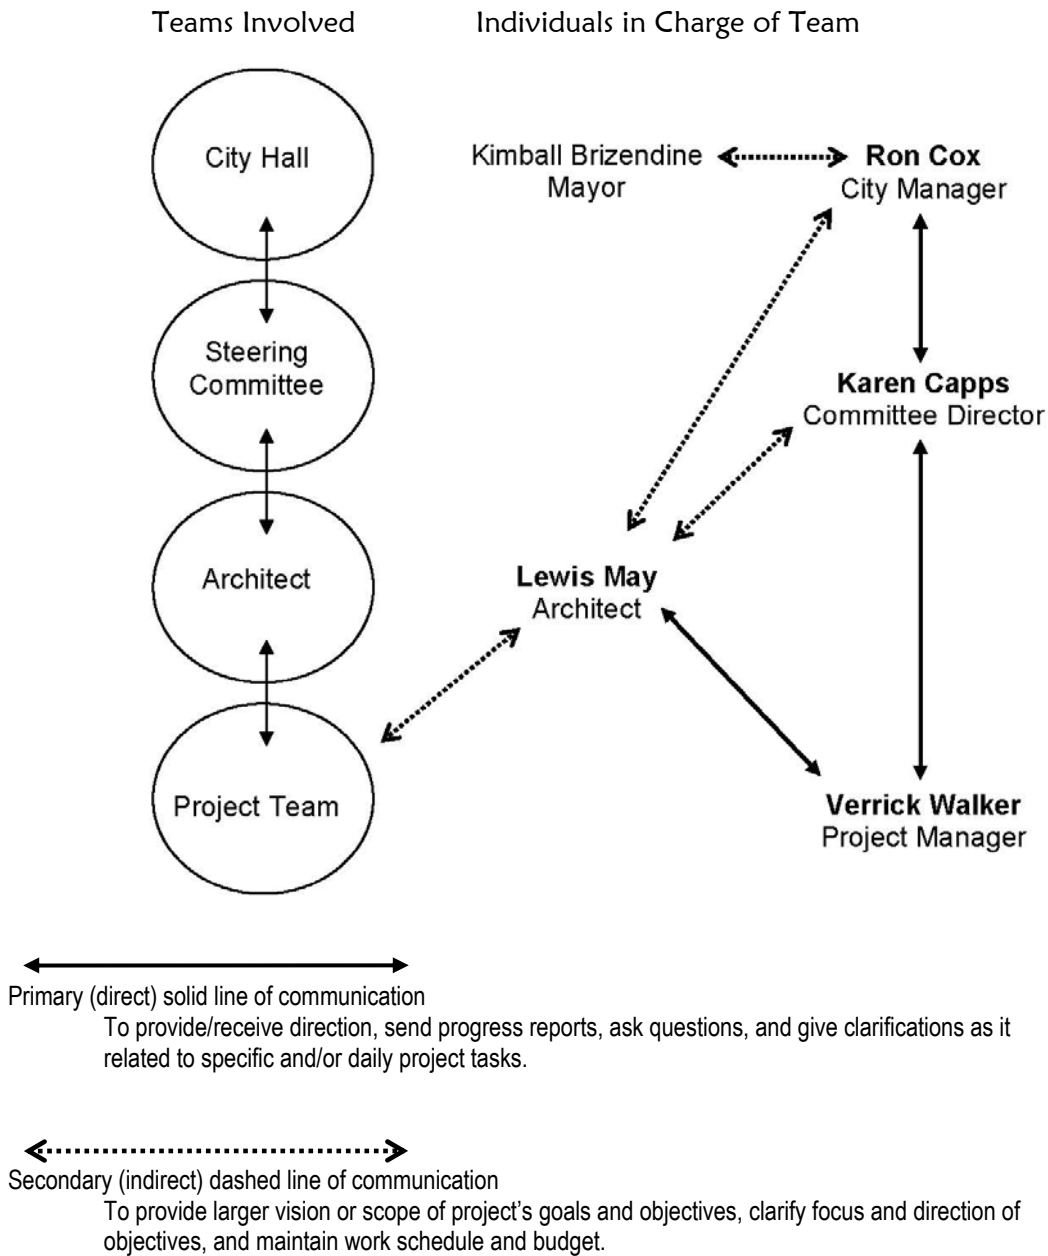 Teams Involved
Individuals in Charge of Team
City Hall
Kimball Brizendine
Mayor
Ron Cox
City Manager
Steering
Committee
Karen Capps
Committee Director
Architect
Lewis May
Architect
Project Team
Verrick Walker
Project Manager
Primary (direct) solid line of communication
To provide/receive direction, send progress reports, ask questions, and give clarifications as it
related to specific and/or daily project tasks.
Secondary (indirect) dashed line of communication
To provide larger vision or scope of project's goals and objectives, clarify focus and direction of
objectives, and maintain work schedule and budget.